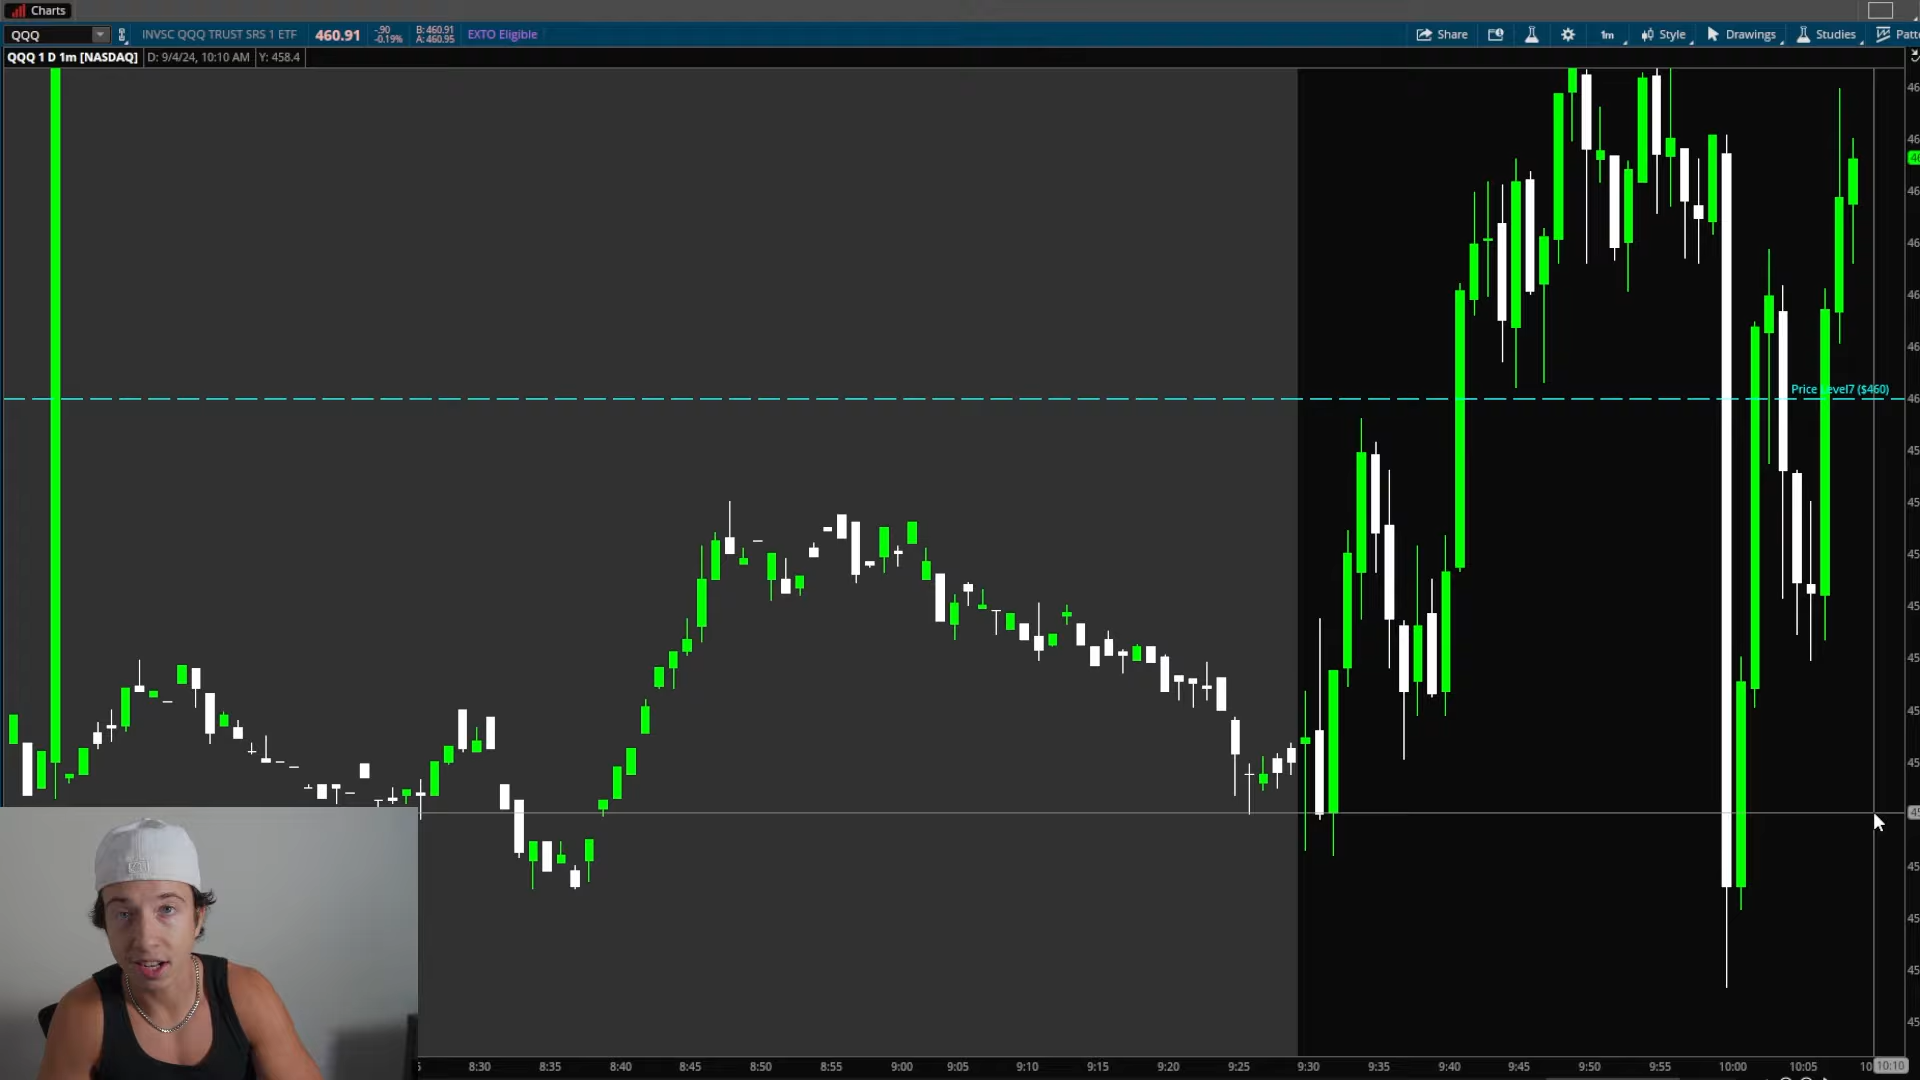 Charts
QQQ INVSC QQQ TRUST SRS 1 ETF 460.91 -.90 -0.19% B: 460.91 A: 460.95 EXTO Eligible Share 1m Style Drawings Studies
QQQ 1 D 1m [NASDAQ] D: 9/4/24, 10:10 AM Y: 458.4
($460)
8:30 8:35 8:40 8:45 8:50 8:55 9:00 9:05 9:10 9:15 9:20 9:25 9:30 9:35 9:40 9:45 9:50 9:55 10:00 10:05 10:10